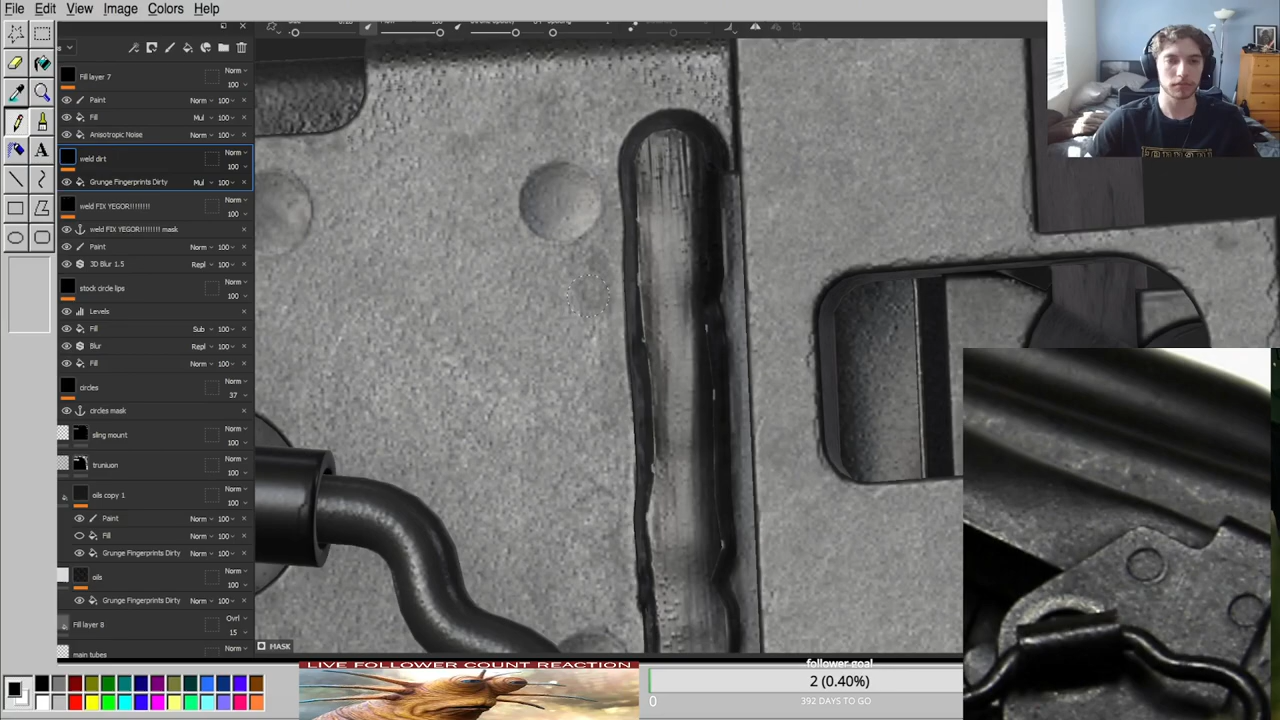 File Edit View Image Colors Help
Fill layer 7 Norm 100
Paint Norm 100
Fill Mul 100
Anisotropic Noise Norm 100
weld dirt Norm 100
Grunge Fingerprints Dirty Mul 100
weld FIX YEGOR!!!!!!!! Norm 100
weld FIX YEGOR!!!!!!!! mask
Paint Norm 100
3D Blur 1.5 Repl 100
stock circle lips Norm 100
Levels
Fill Sub 100
Blur Repl 100
Fill Norm 100
circles Norm 37
circles mask
sling mount Norm 100
truniuon Norm 100
oils copy 1 Norm 100
Paint Norm 100
Fill Norm 100
Grunge Fingerprints Dirty Norm 100
oils Norm 100
Grunge Fingerprints Dirty Norm 100
Fill layer 8 Ovrl 15
main tubes Norm
MASK
A
LIVE FOLLOWER COUNT REACTION
follower goal
2 (0.40%)
0
392 DAYS TO GO